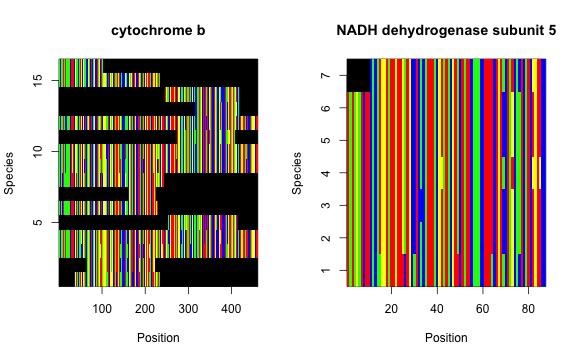 cytochrome b
Species
5
10
15
100 200 300 400
Position
NADH dehydrogenase subunit 5
Species
1 2 3 4 5 6 7
20 40 60 80
Position